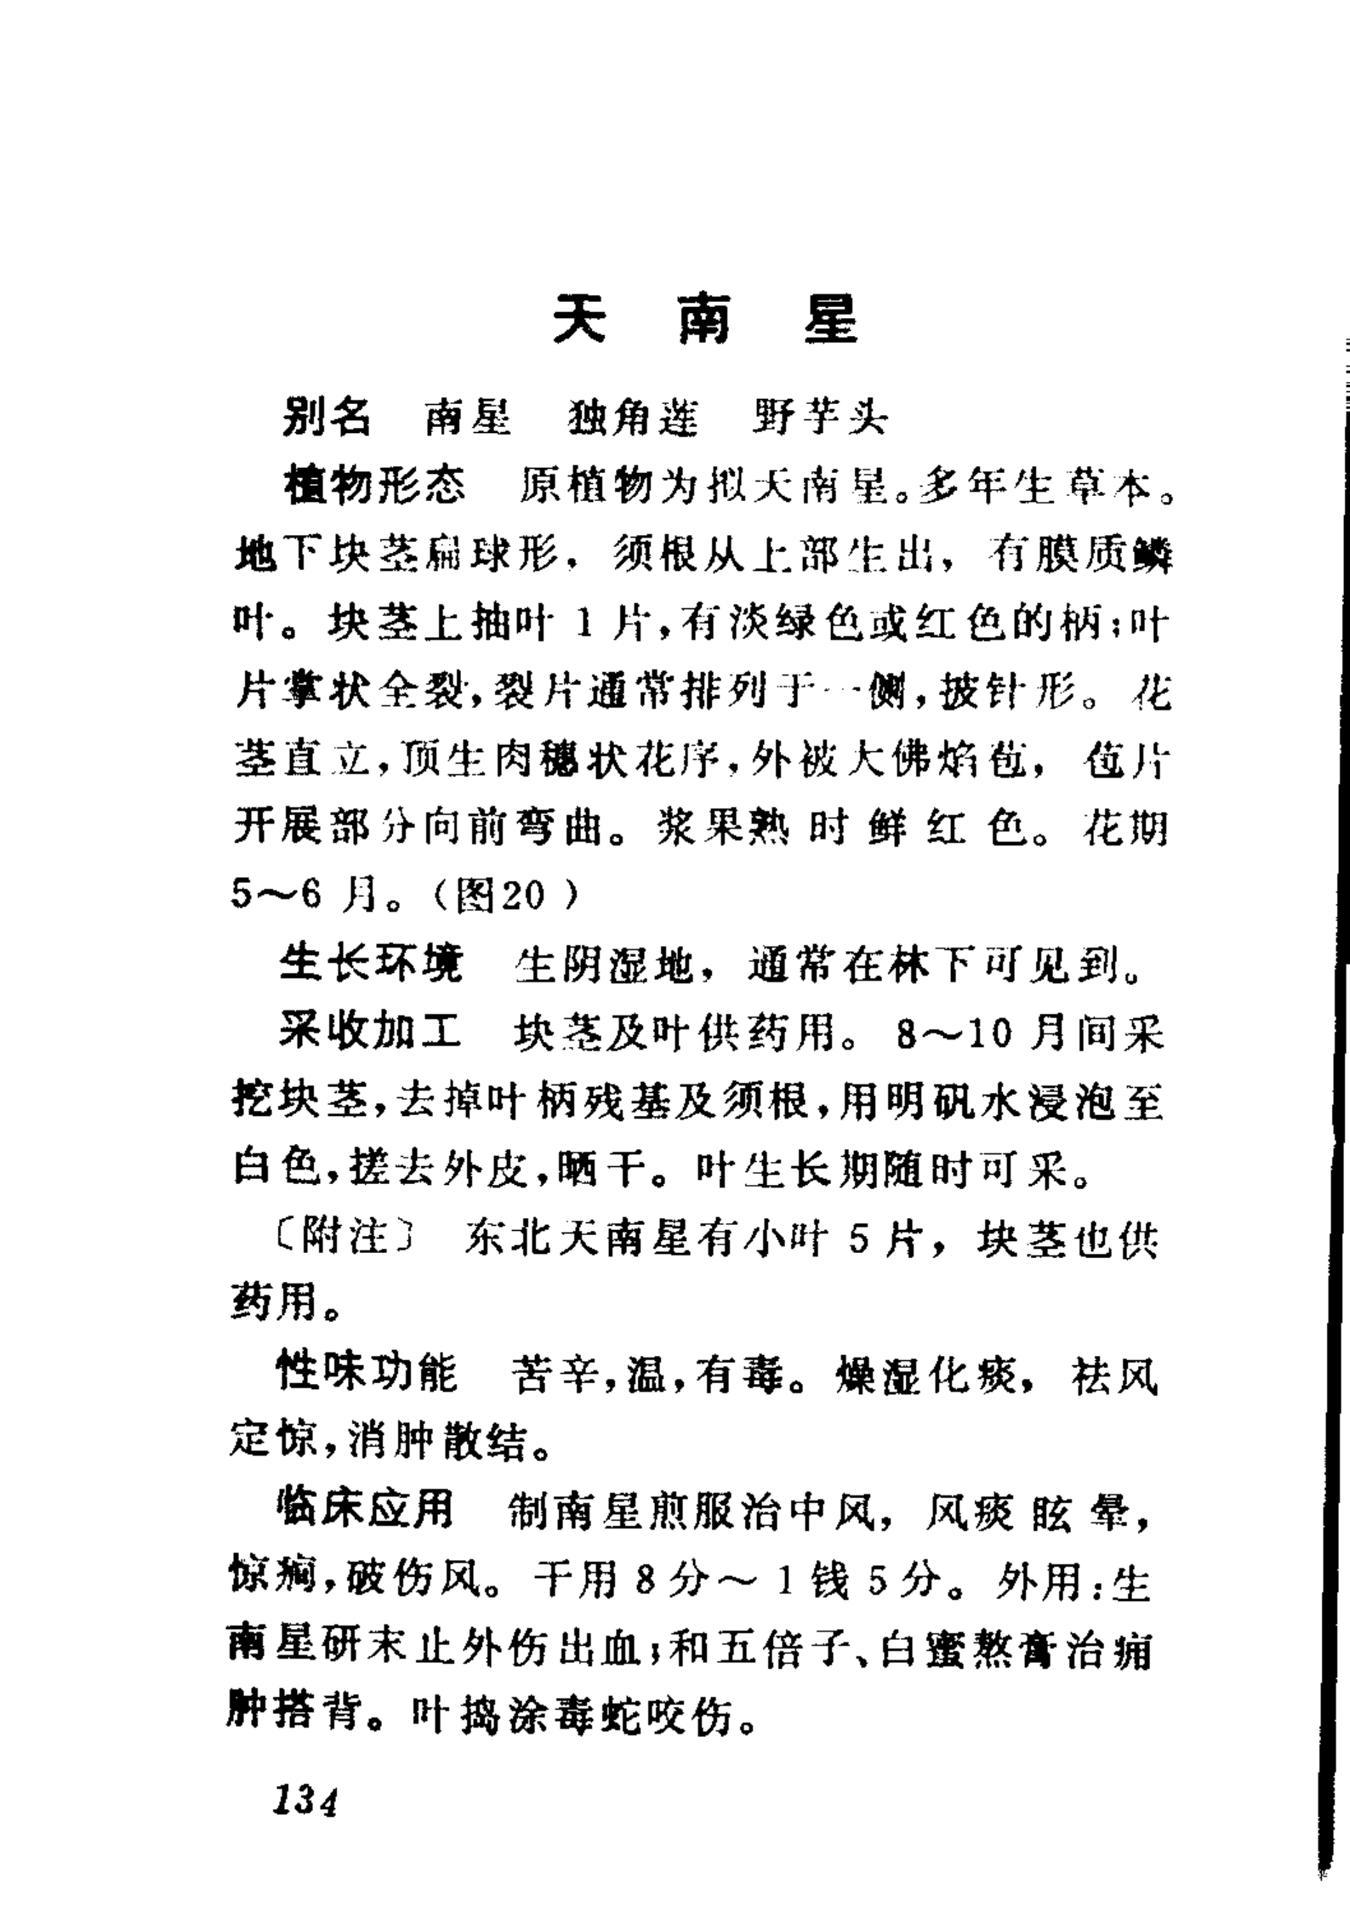 天 南 星
别名 南星 独角莲 野芋头
植物形态 原植物为拟天南星。多年生草本。
地下块茎扁球形，须根从上部生出，有膜质鳞
叶。块茎上抽叶 1 片，有淡绿色或红色的柄；叶
片掌状全裂，裂片通常排列于一侧，披针形。花
茎直立，顶生肉穗状花序，外被大佛焰苞，苞片
开展部分向前弯曲。浆果熟时鲜红色。花期
5～6 月。（图20 ）
生长环境 生阴湿地，通常在林下可见到。
采收加工 块茎及叶供药用。8～10 月间采
挖块茎，去掉叶柄残基及须根，用明矾水浸泡至
白色，搓去外皮，晒干。叶生长期随时可采。
〔附注〕 东北天南星有小叶 5 片，块茎也供
药用。
性味功能 苦辛，温，有毒。燥湿化痰，祛风
定惊，消肿散结。
临床应用 制南星煎服治中风，风痰眩晕，
惊痫，破伤风。干用 8 分～ 1 钱 5 分。外用：生
南星研末止外伤出血；和五倍子、白蜜熬膏治痈
肿搭背。叶捣涂毒蛇咬伤。
134